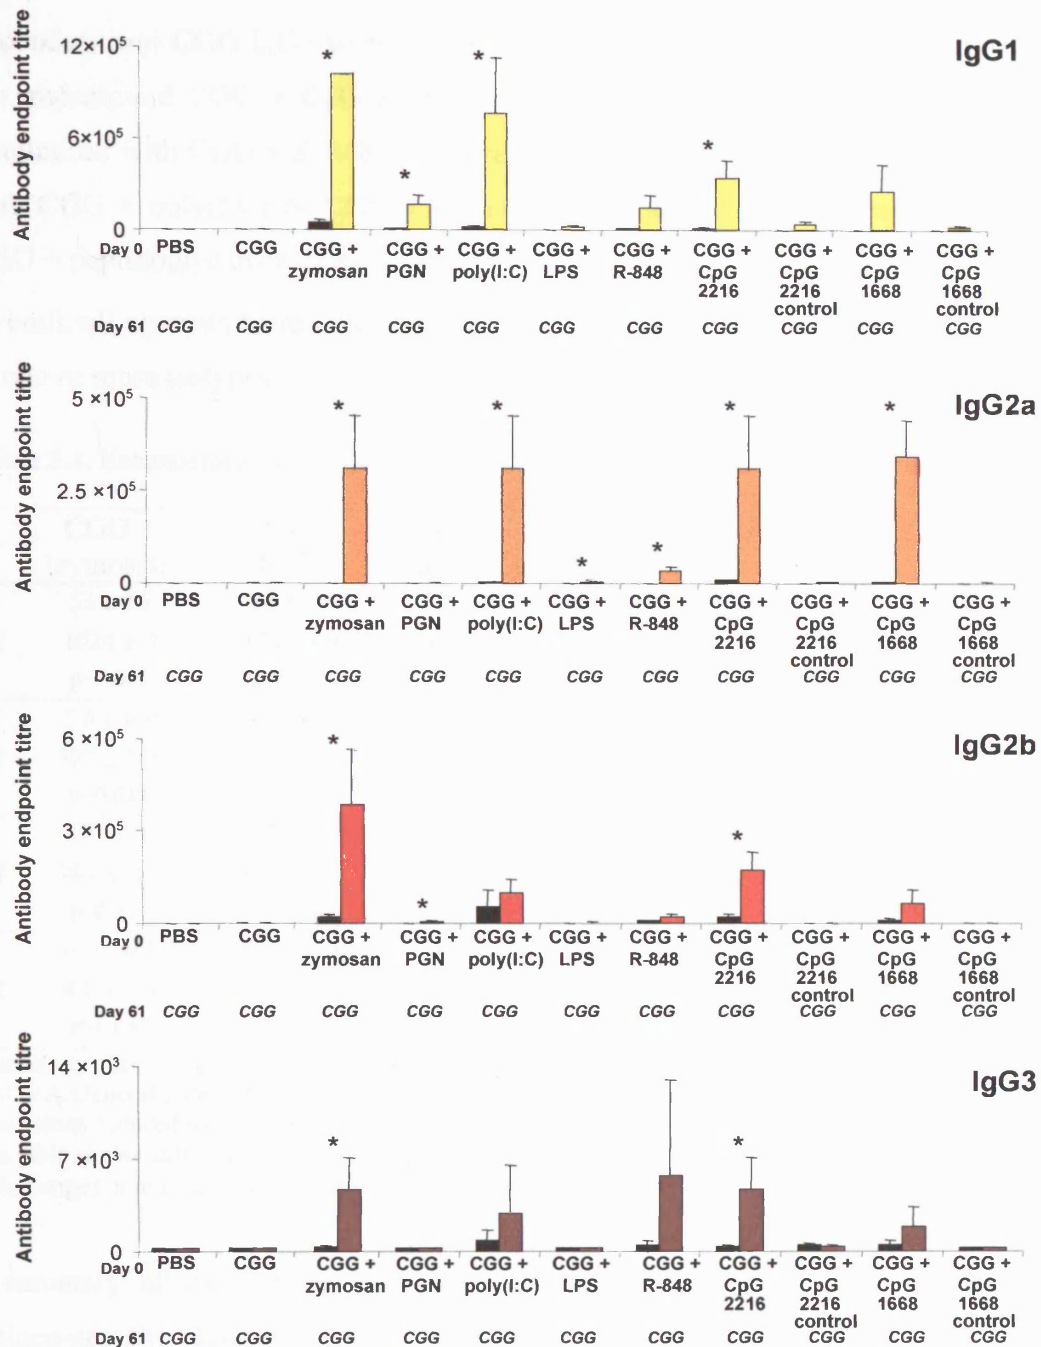 IgG1
Antibody endpoint titre
12×10⁵
6×10⁵
0
* * * *
Day 0 PBS CGG CGG + CGG + CGG + CGG + CGG + CGG + CGG + CGG + CGG +
zymosan PGN poly(I:C) LPS R-848 CpG CpG CpG CpG
2216 2216 1668 1668
control control
Day 61 CGG CGG CGG CGG CGG CGG CGG CGG CGG CGG CGG
IgG2a
Antibody endpoint titre
5 ×10⁵
2.5 ×10⁵
0
* * * * * *
Day 0 PBS CGG CGG + CGG + CGG + CGG + CGG + CGG + CGG + CGG + CGG +
zymosan PGN poly(I:C) LPS R-848 CpG CpG CpG CpG
2216 2216 1668 1668
control control
Day 61 CGG CGG CGG CGG CGG CGG CGG CGG CGG CGG CGG
IgG2b
Antibody endpoint titre
6 ×10⁵
3 ×10⁵
0
* * *
Day 0 PBS CGG CGG + CGG + CGG + CGG + CGG + CGG + CGG + CGG + CGG +
zymosan PGN poly(I:C) LPS R-848 CpG CpG CpG CpG
2216 2216 1668 1668
control control
Day 61 CGG CGG CGG CGG CGG CGG CGG CGG CGG CGG CGG
IgG3
Antibody endpoint titre
14 ×10³
7 ×10³
0
* *
Day 0 PBS CGG CGG + CGG + CGG + CGG + CGG + CGG + CGG + CGG + CGG +
zymosan PGN poly(I:C) LPS R-848 CpG CpG CpG CpG
2216 2216 1668 1668
control control
Day 61 CGG CGG CGG CGG CGG CGG CGG CGG CGG CGG CGG